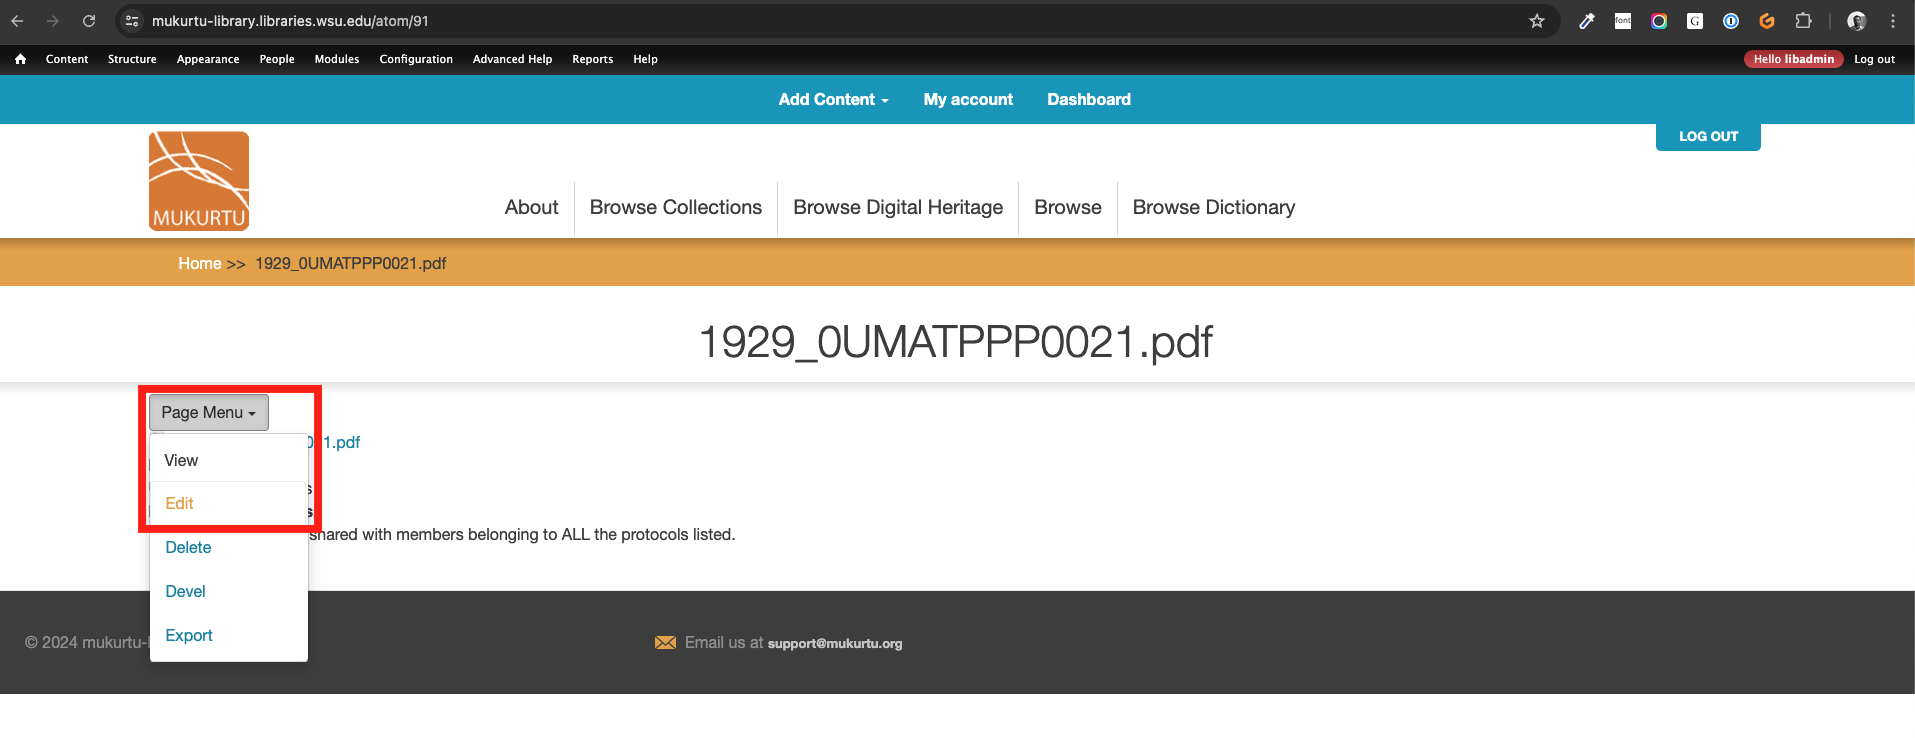 mukurtu-library.libraries.wsu.edu/atom/91
font
G
Content Structure Appearance People Modules Configuration Advanced Help Reports Help Hello libadmin Log out
Add Content My account Dashboard
LOG OUT
MUKURTU
About Browse Collections Browse Digital Heritage Browse Browse Dictionary
Home >> 1929_0UMATPPP0021.pdf
1929_0UMATPPP0021.pdf
Page Menu
1.pdf
View
s
Edit
s
shared with members belonging to ALL the protocols listed.
Delete
Devel
Export
© 2024 mukurtu-
Email us at support@mukurtu.org